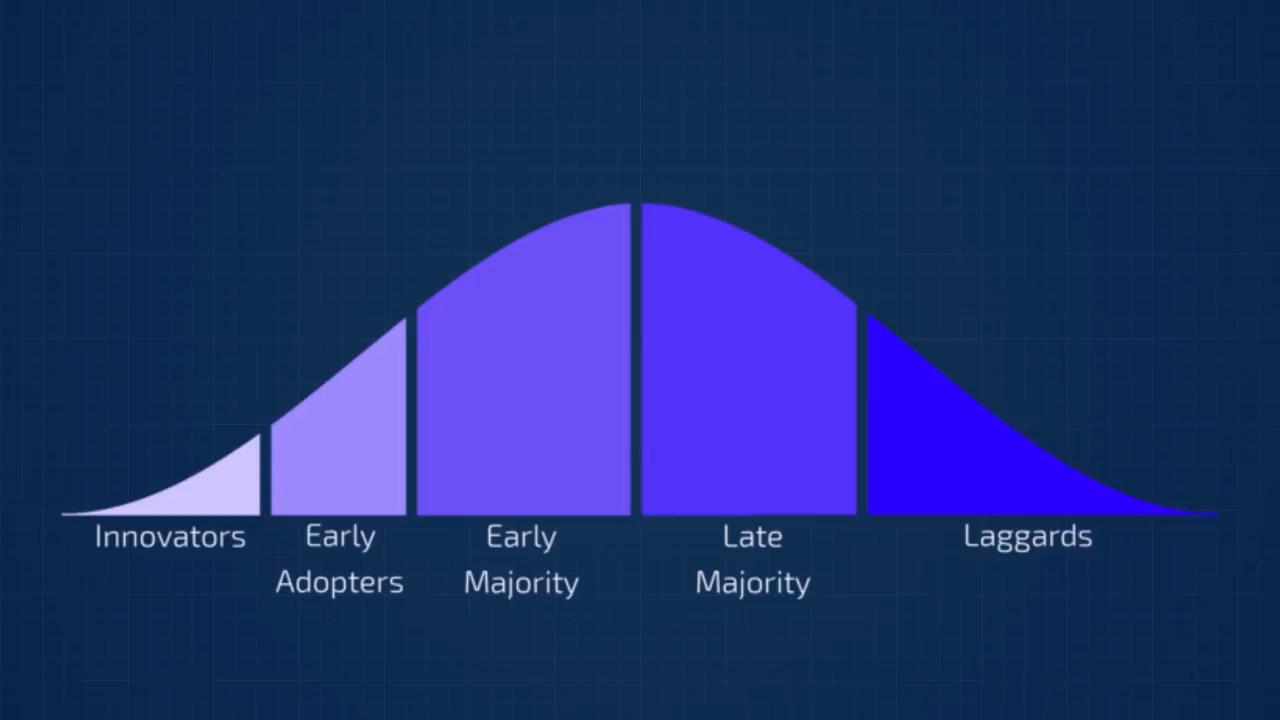 Innovators
Early
Adopters
Early
Majority
Late
Majority
Laggards